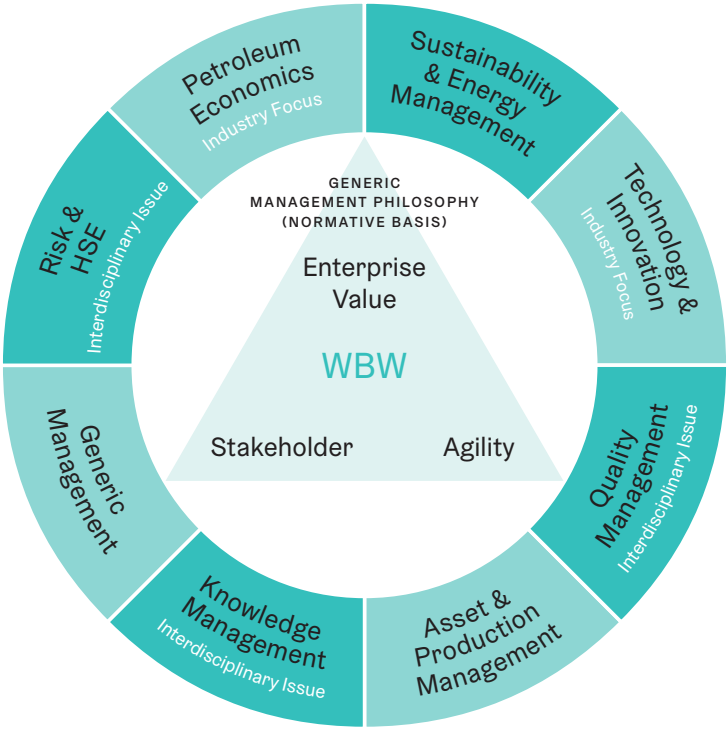 Petroleum
Economics
Industry Focus
Sustainability
& Energy
Management
Technology &
Innovation
Industry Focus
Quality
Management
Interdisciplinary Issue
Asset &
Production
Management
Knowledge
Management
Interdisciplinary Issue
Generic
Management
Risk &
HSE
Interdisciplinary Issue
GENERIC
MANAGEMENT PHILOSOPHY
(NORMATIVE BASIS)
Enterprise
Value
WBW
Stakeholder
Agility